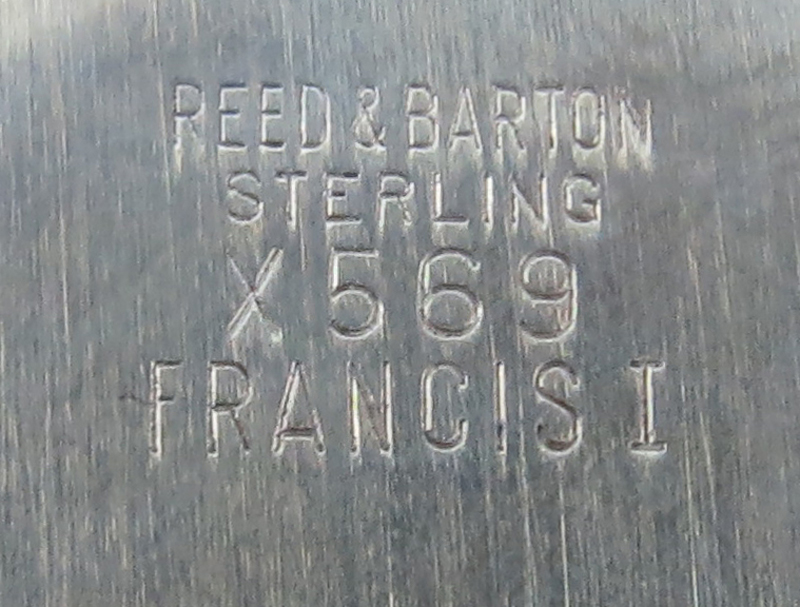 REED & BARTON
STERLING
X569
FRANCIS I